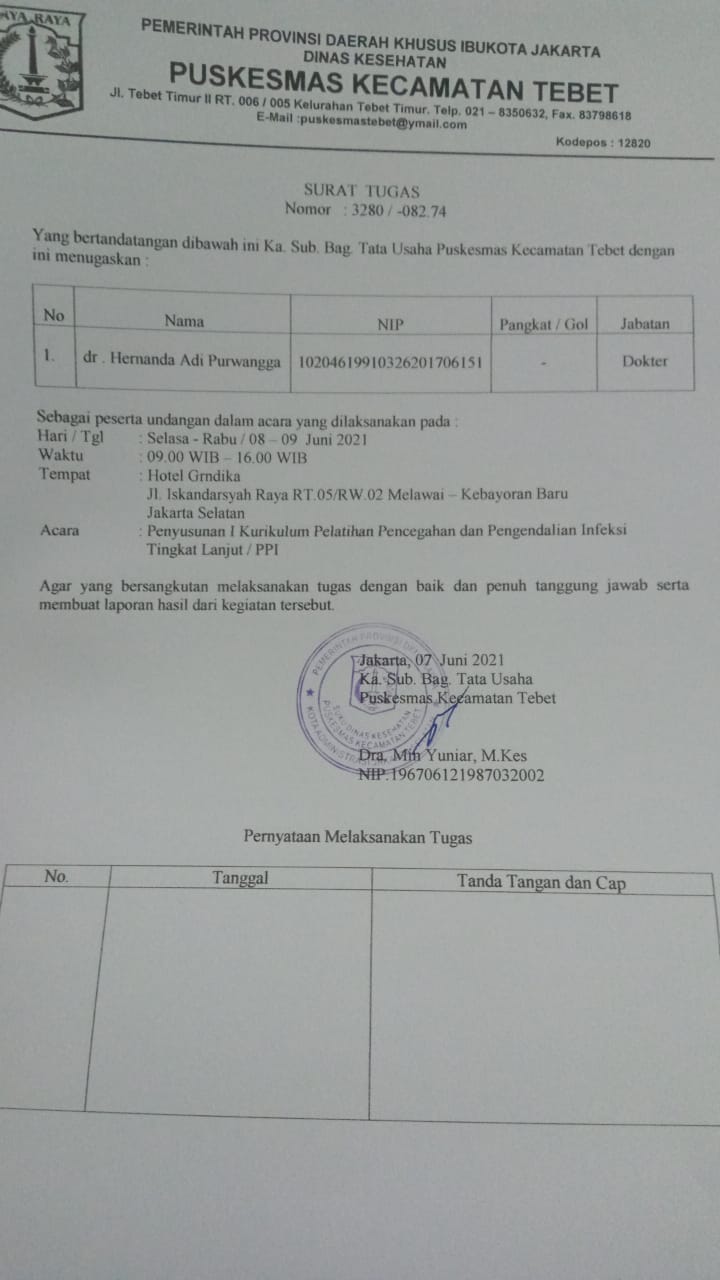 JAYA RAYA
PEMERINTAH PROVINSI DAERAH KHUSUS IBUKOTA JAKARTA
DINAS KESEHATAN
PUSKESMAS KECAMATAN TEBET
Jl. Tebet Timur II RT. 006 / 005 Kelurahan Tebet Timur. Telp. 021 – 8350632, Fax. 83798618
E-Mail :puskesmastebet@ymail.com
Kodepos : 12820
SURAT TUGAS
Nomor : 3280 / -082.74
Yang bertandatangan dibawah ini Ka. Sub. Bag. Tata Usaha Puskesmas Kecamatan Tebet dengan
ini menugaskan :
No Nama NIP Pangkat / Gol Jabatan
1. dr . Hernanda Adi Purwangga 10204619910326201706151 - Dokter
Sebagai peserta undangan dalam acara yang dilaksanakan pada :
Hari / Tgl : Selasa - Rabu / 08 – 09 Juni 2021
Waktu : 09.00 WIB – 16.00 WIB
Tempat : Hotel Grndika
Jl. Iskandarsyah Raya RT.05/RW.02 Melawai – Kebayoran Baru
Jakarta Selatan
Acara : Penyusunan I Kurikulum Pelatihan Pencegahan dan Pengendalian Infeksi
Tingkat Lanjut / PPI
Agar yang bersangkutan melaksanakan tugas dengan baik dan penuh tanggung jawab serta
membuat laporan hasil dari kegiatan tersebut.
Jakarta, 07 Juni 2021
Ka. Sub. Bag. Tata Usaha
Puskesmas Kecamatan Tebet
PEMERINTAH PROVINSI
SUKU DINAS KESEHATAN
PUSKESMAS KECAMATAN TEBET
KOTA ADMINISTRASI
Dra. Min Yuniar, M.Kes
NIP.196706121987032002
Pernyataan Melaksanakan Tugas
No. Tanggal Tanda Tangan dan Cap